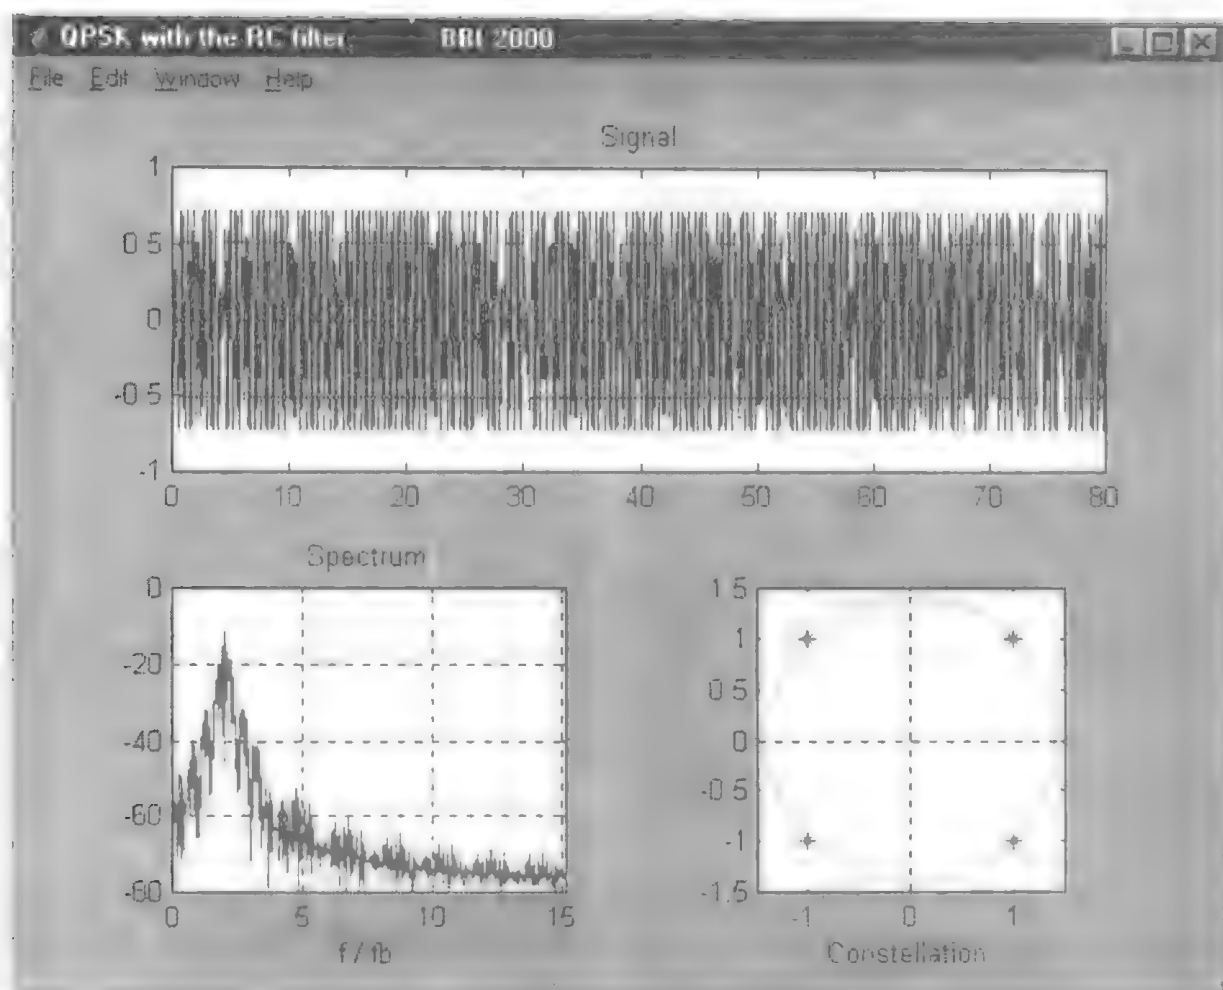 QPSK with the RC filter BBI 2000
File Edit Window Help
Signal
1
0 5
0
-0 5
-1
0 10 20 30 40 50 60 70 80
Spectrum
0
-20
-40
-60
-80
0 5 10 15
f / fb
1 5
1
0 5
0
-0 5
-1
-1.5
-1 0 1
Constellation